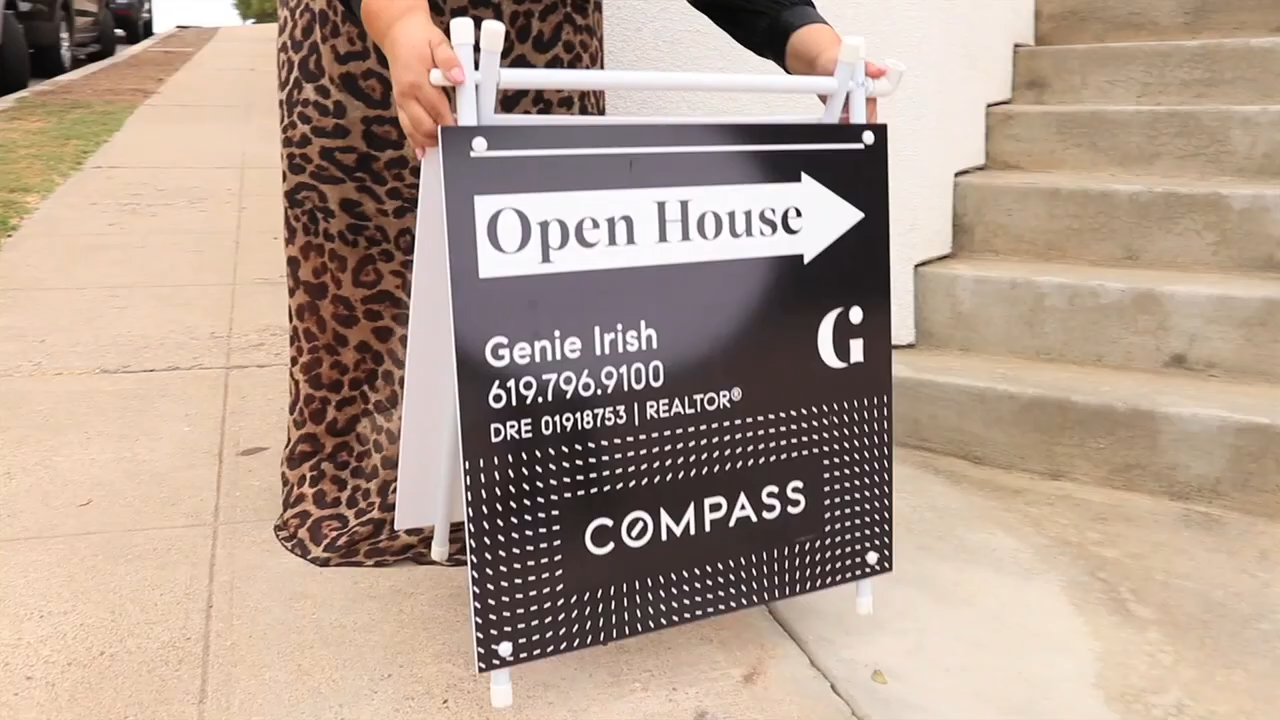 Open House
Genie Irish
G
619.796.9100
DRE 01918753 | REALTOR®
COMPASS